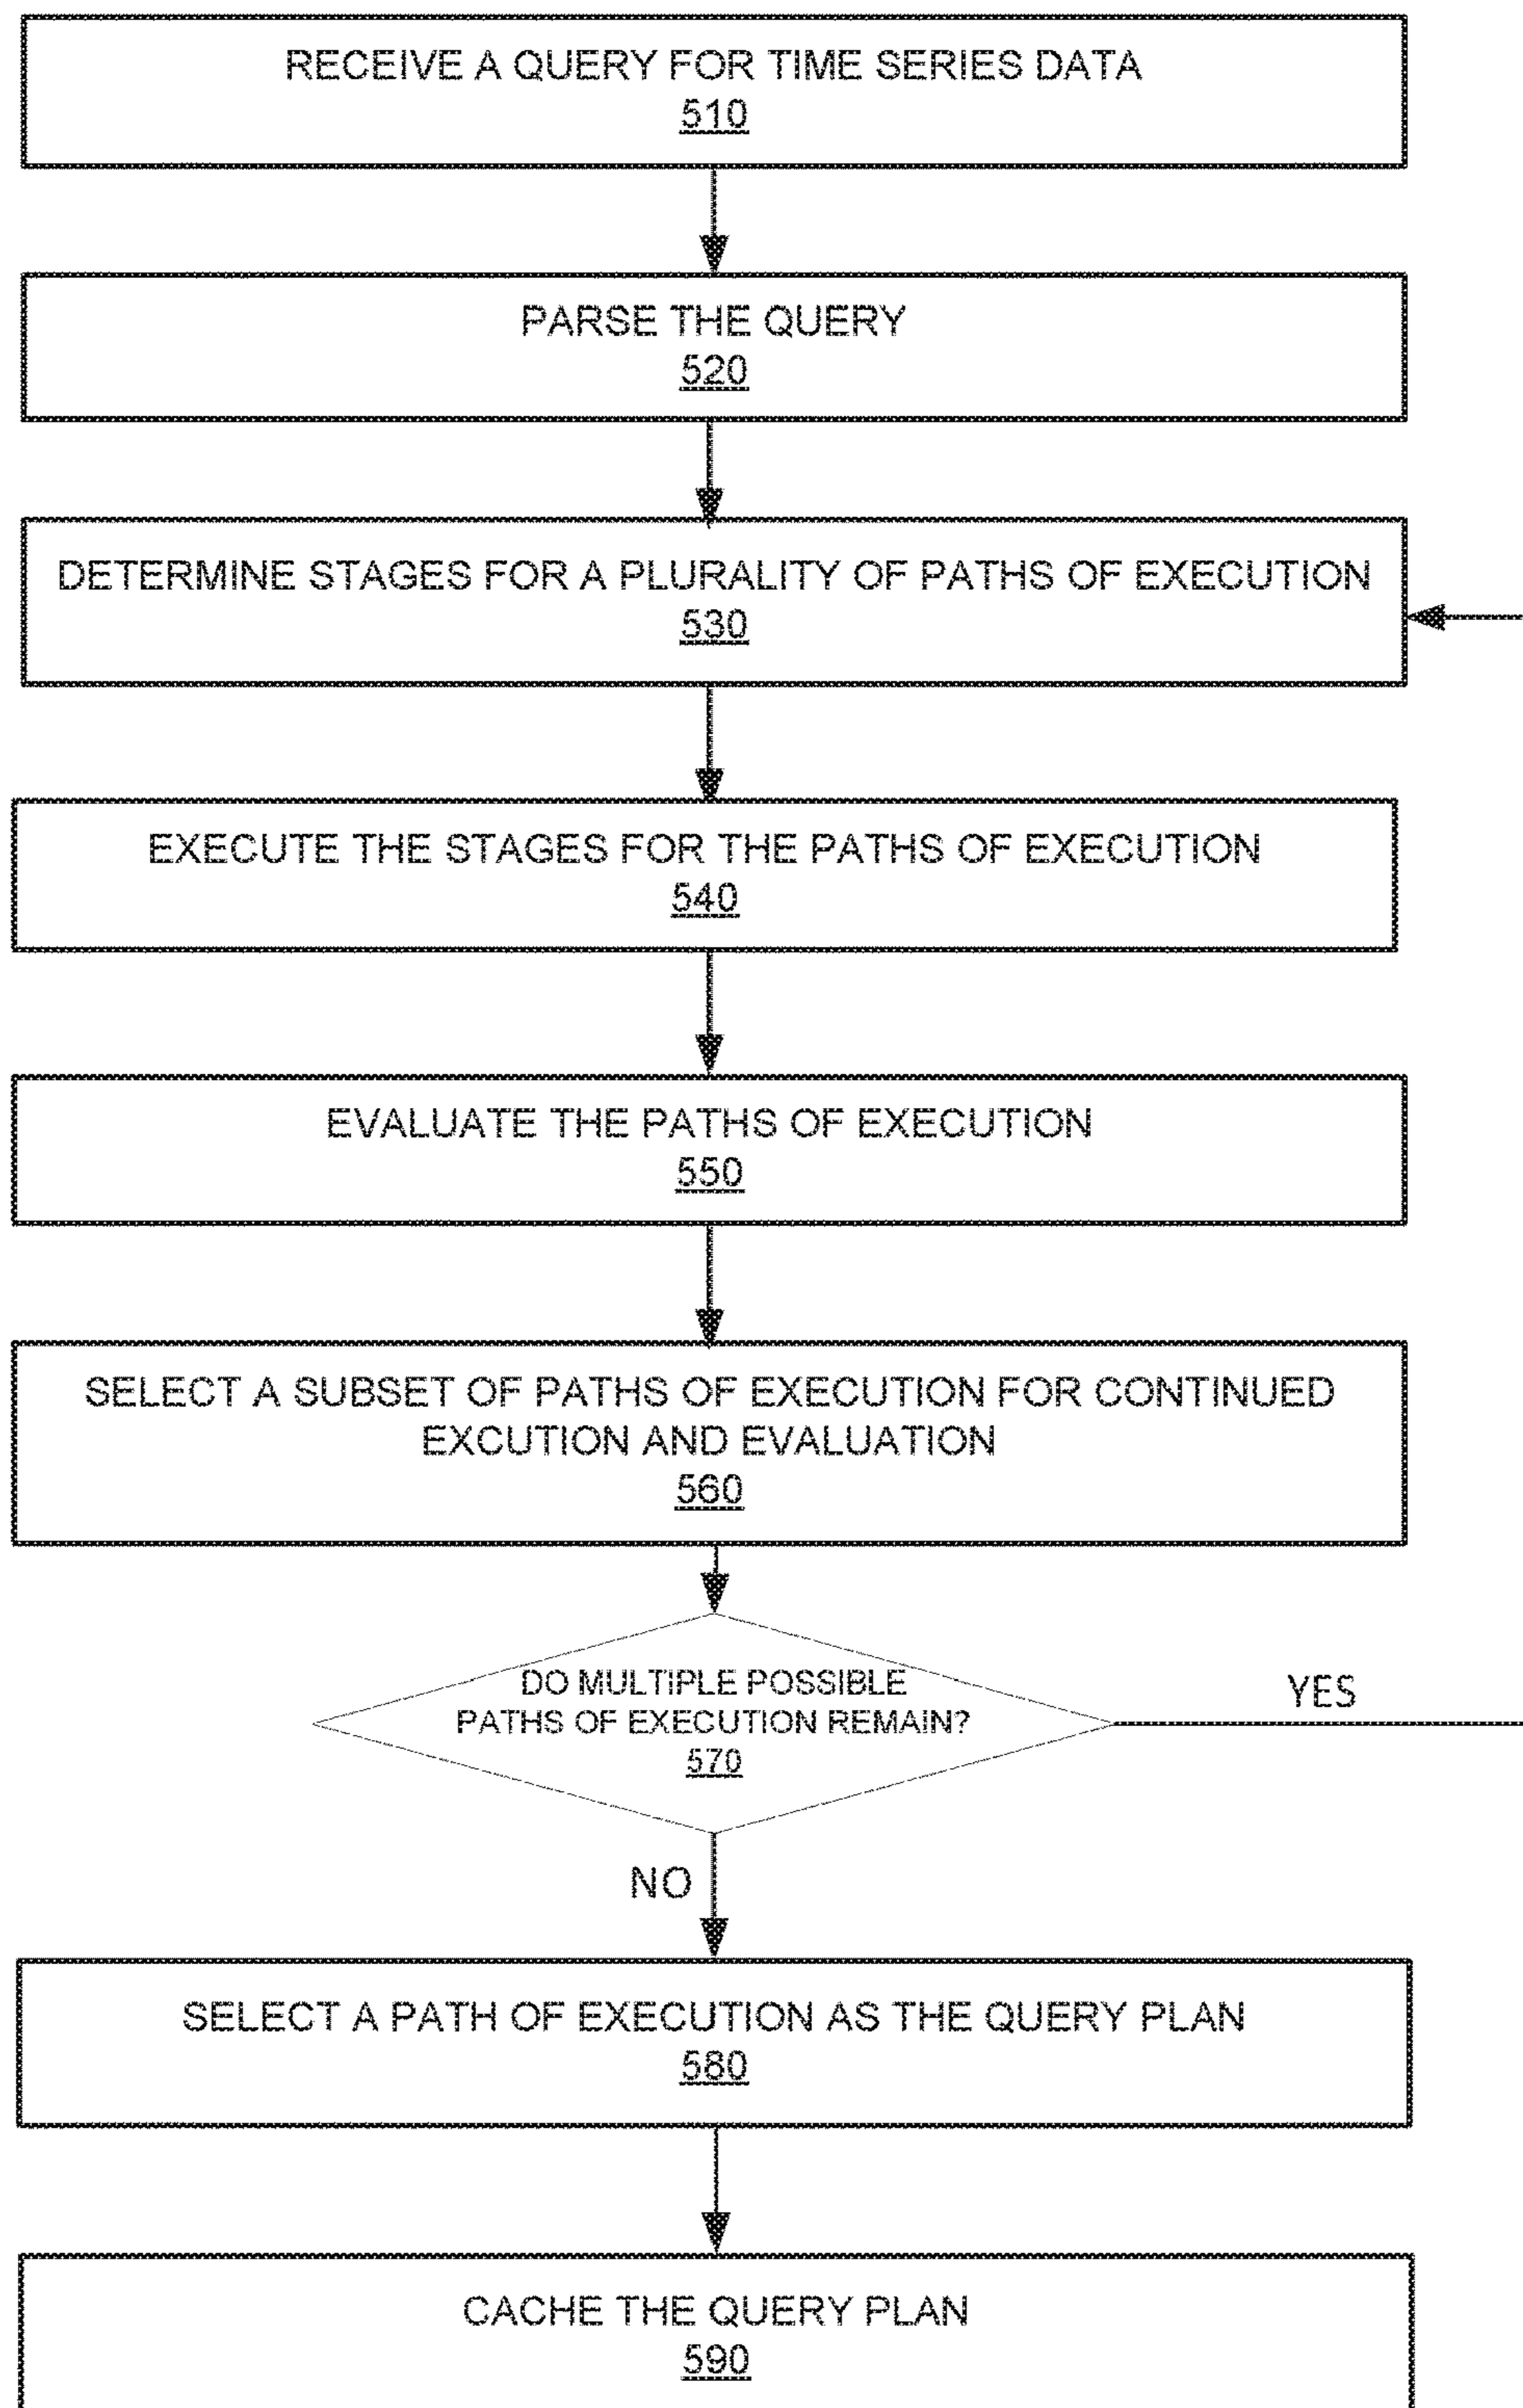 RECEIVE A QUERY FOR TIME SERIES DATA
510
PARSE THE QUERY
520
DETERMINE STAGES FOR A PLURALITY OF PATHS OF EXECUTION
530
EXECUTE THE STAGES FOR THE PATHS OF EXECUTION
540
EVALUATE THE PATHS OF EXECUTION
550
SELECT A SUBSET OF PATHS OF EXECUTION FOR CONTINUED
EXCUTION AND EVALUATION
560
DO MULTIPLE POSSIBLE
PATHS OF EXECUTION REMAIN?
570
YES
NO
SELECT A PATH OF EXECUTION AS THE QUERY PLAN
580
CACHE THE QUERY PLAN
590